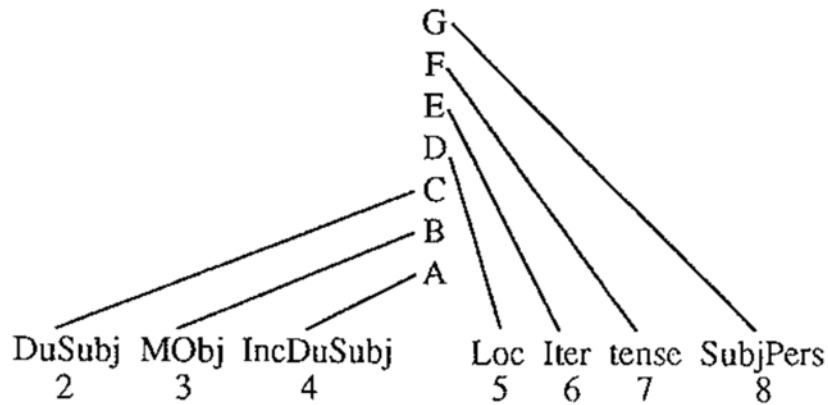 G
F
E
D
C
B
A
DuSubj MObj IncDuSubj Loc Iter tense SubjPers
2 3 4 5 6 7 8